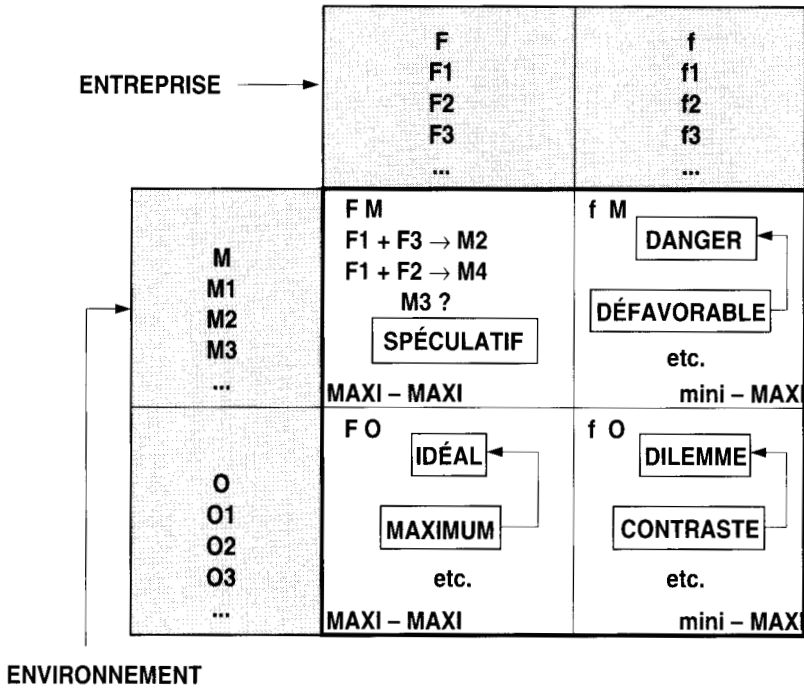 F
F1
F2
F3
...
f
f1
f2
f3
...
ENTREPRISE
M
M1
M2
M3
...
F M
F1 + F3 → M2
F1 + F2 → M4
M3 ?
SPÉCULATIF
MAXI – MAXI
f M
DANGER
DÉFAVORABLE
etc.
mini – MAXI
O
O1
O2
O3
...
F O
IDÉAL
MAXIMUM
etc.
MAXI – MAXI
f O
DILEMME
CONTRASTE
etc.
mini – MAXI
ENVIRONNEMENT